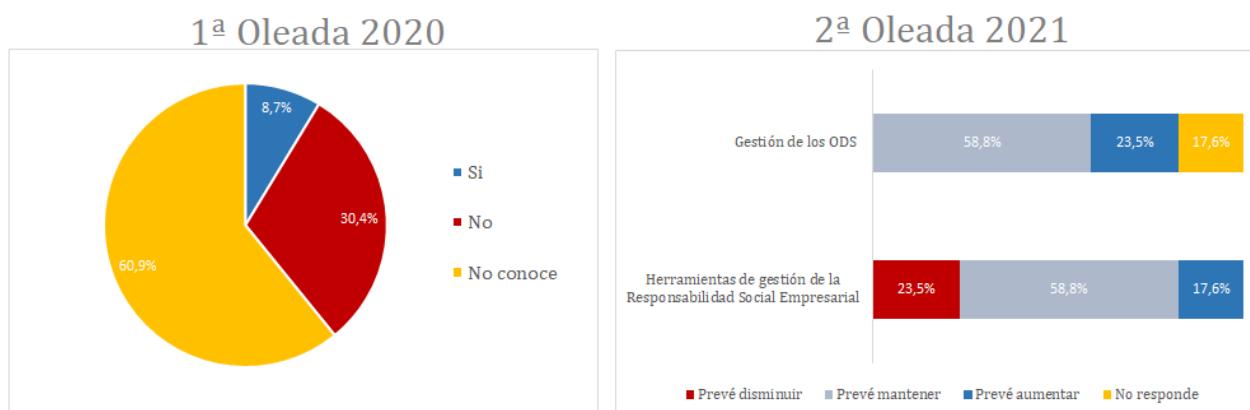 1ª Oleada 2020
8,7%
30,4%
60,9%
Si
No
No conoce
2ª Oleada 2021
Gestión de los ODS
58,8%
23,5%
17,6%
Herramientas de gestión de la
Responsabilidad Social Empresarial
23,5%
58,8%
17,6%
Prevé disminuir
Prevé mantener
Prevé aumentar
No responde